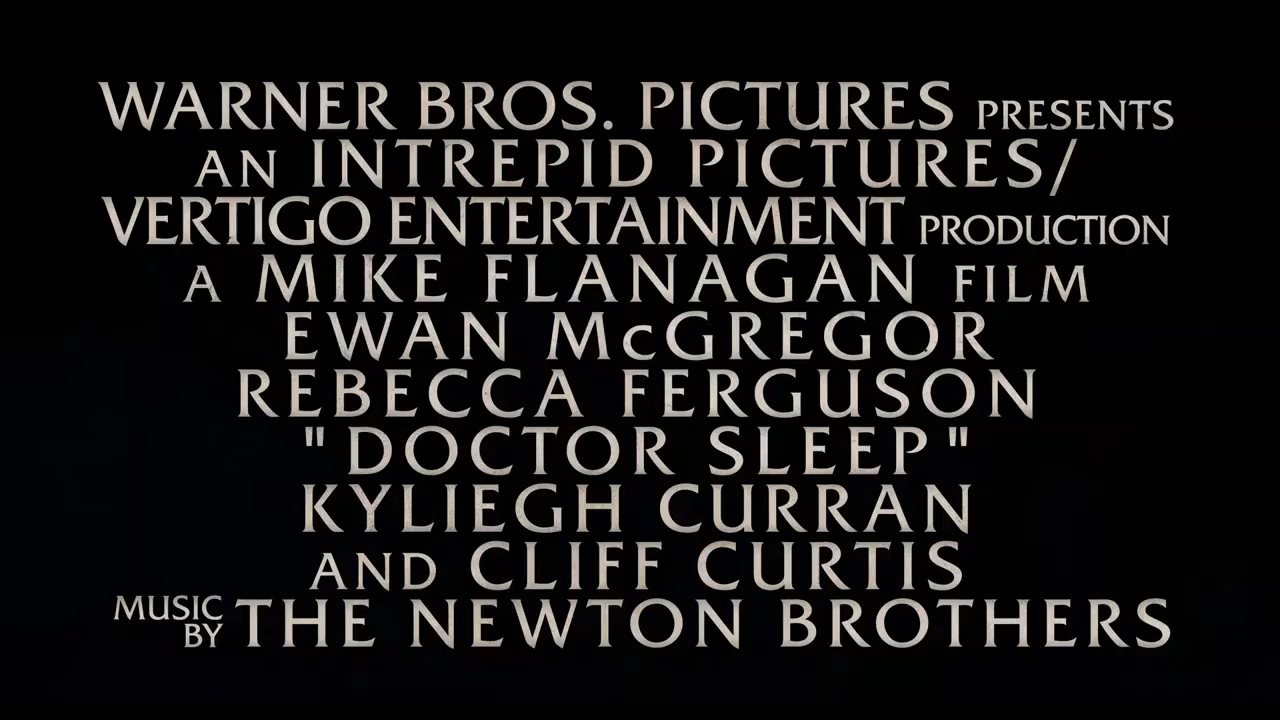 WARNER BROS. PICTURES PRESENTS
AN INTREPID PICTURES/
VERTIGO ENTERTAINMENT PRODUCTION
A MIKE FLANAGAN FILM
EWAN McGREGOR
REBECCA FERGUSON
"DOCTOR SLEEP"
KYLIEGH CURRAN
AND CLIFF CURTIS
MUSIC BY THE NEWTON BROTHERS